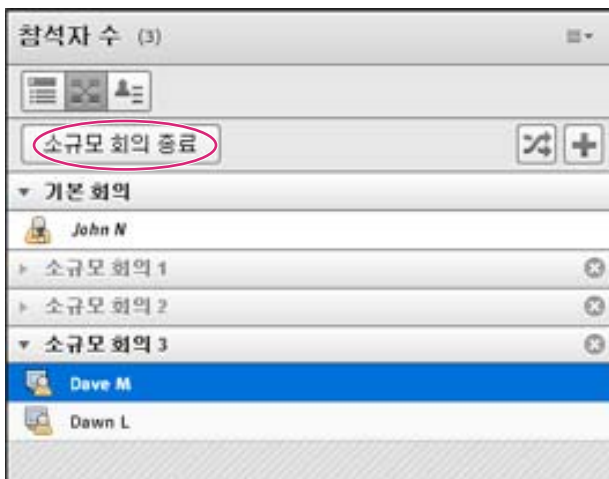 참석자 수 (3)
소규모 회의 종료
기본 회의
John N
소규모 회의 1
소규모 회의 2
소규모 회의 3
Dave M
Dawn L